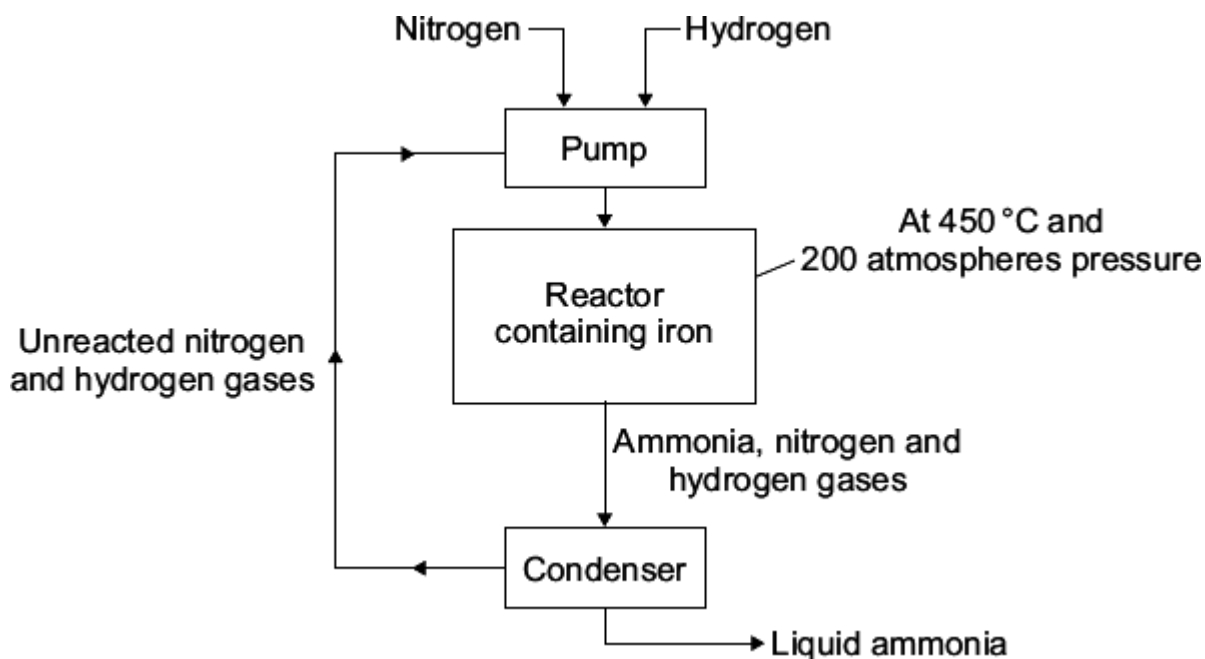 Nitrogen
Hydrogen
Pump
At 450 °C and
200 atmospheres pressure
Reactor
containing iron
Unreacted nitrogen
and hydrogen gases
Ammonia, nitrogen and
hydrogen gases
Condenser
Liquid ammonia